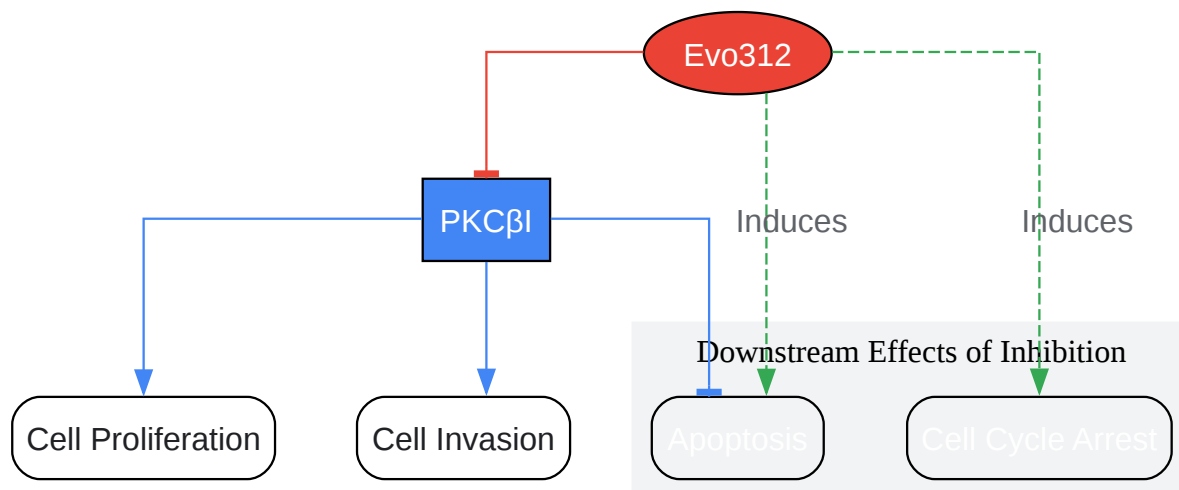 Evo312
PKCβI
Induces
Induces
Downstream Effects of Inhibition
Cell Proliferation
Cell Invasion
Apoptosis
Cell Cycle Arrest